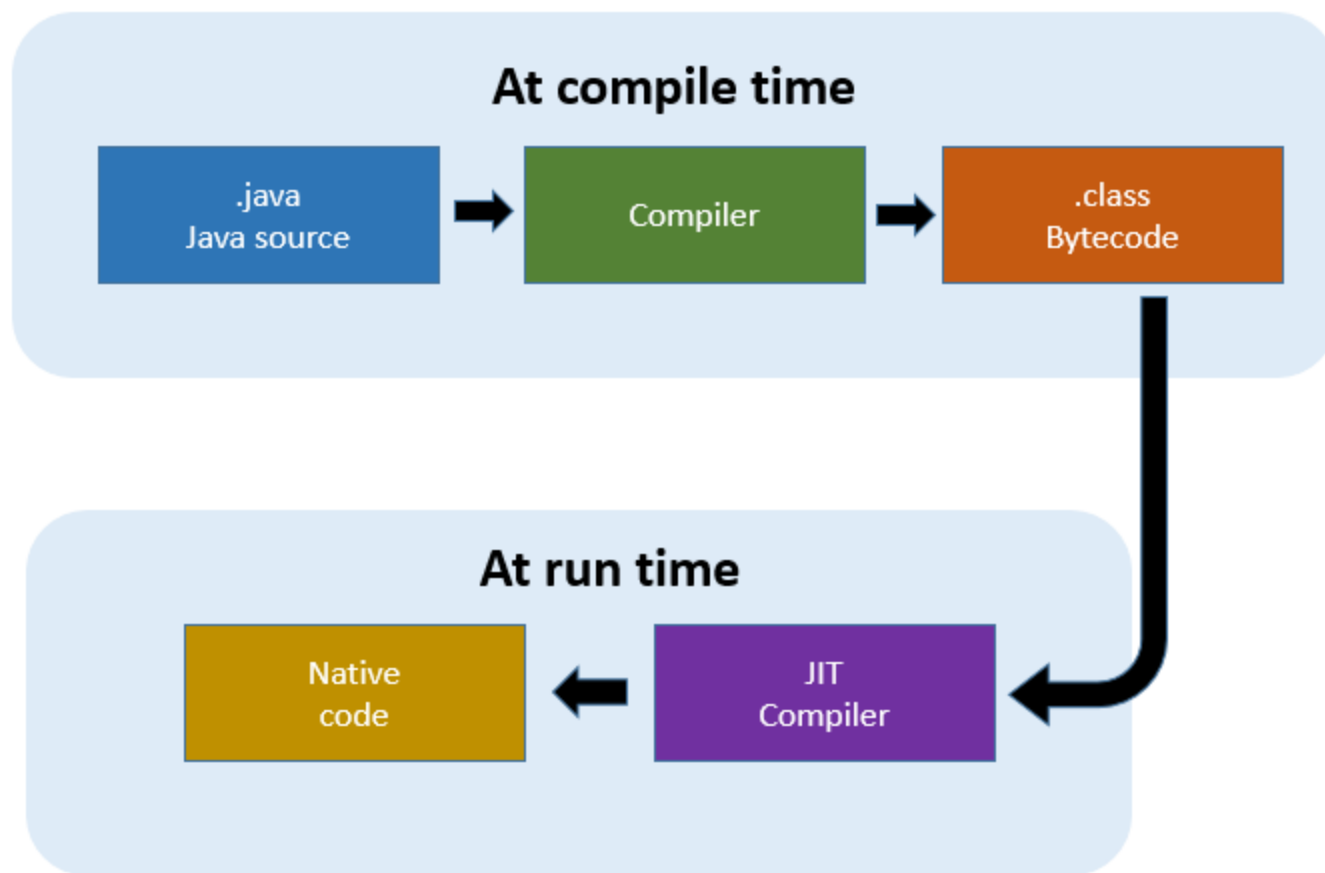 At compile time
.java
Java source
Compiler
.class
Bytecode
At run time
Native
code
JIT
Compiler